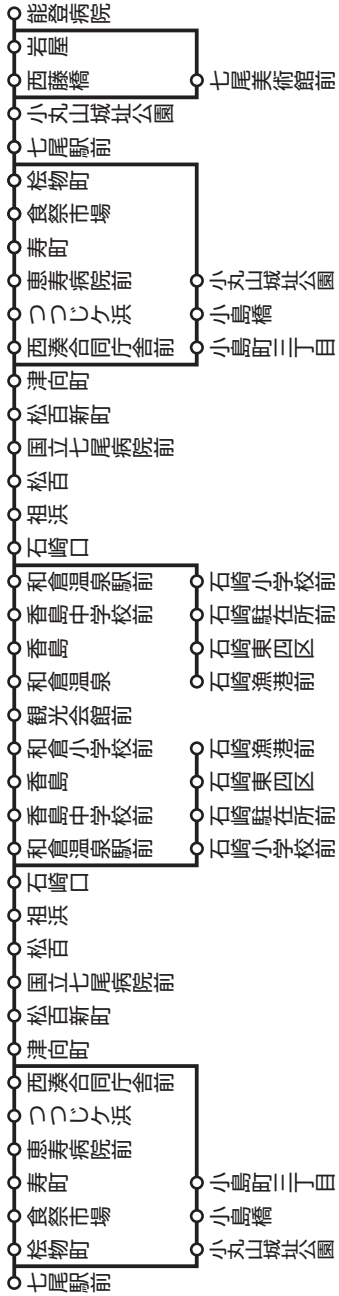 能登病院
岩屋
西藤橋
七尾美術館前
小丸山城址公園
七尾駅前
桧物町
食祭市場
寿町
恵寿病院前
つつじケ浜
西湊合同庁舎前
小丸山城址公園
小島橋
小島町三丁目
津向町
松百新町
国立七尾病院前
松百
祖浜
石崎口
和倉温泉駅前
香島中学校前
香島
和倉温泉
石崎小学校前
石崎駐在所前
石崎東四区
石崎漁港前
観光会館前
和倉小学校前
香島
香島中学校前
和倉温泉駅前
石崎漁港前
石崎東四区
石崎駐在所前
石崎小学校前
石崎口
祖浜
松百
国立七尾病院前
松百新町
津向町
西湊合同庁舎前
つつじケ浜
恵寿病院前
寿町
食祭市場
桧物町
小島町三丁目
小島橋
小丸山城址公園
七尾駅前